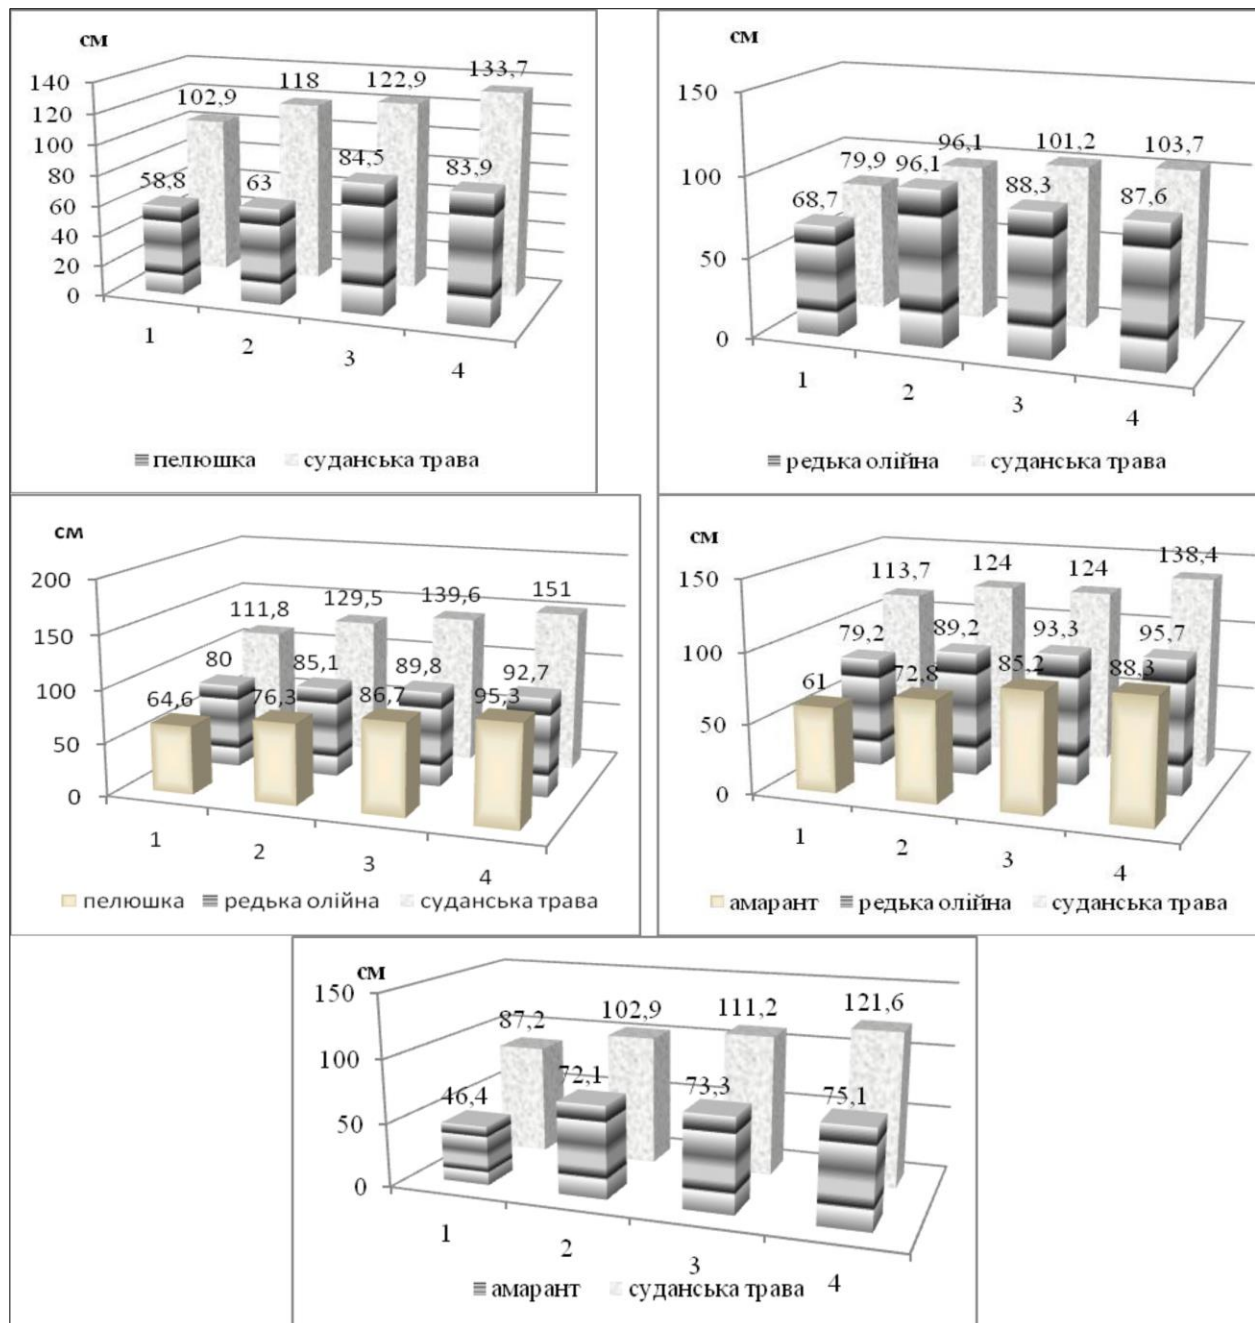 см
140
120
100
80
60
40
20
0
102,9 118 122,9 133,7
58,8 63 84,5 83,9
1 2 3 4
пелюшка суданська трава
см
150
100
50
0
79,9 96,1 101,2 103,7
68,7 96,1 88,3 87,6
1 2 3 4
редька олійна суданська трава
см
200
150
100
50
0
111,8 129,5 139,6 151
80 85,1 89,8 92,7
64,6 76,3 86,7 95,3
1 2 3 4
пелюшка редька олійна суданська трава
см
150
100
50
0
113,7 124 124 138,4
79,2 89,2 93,3 95,7
61 72,8 85,2 88,3
1 2 3 4
амарант редька олійна суданська трава
см
150
100
50
0
87,2 102,9 111,2 121,6
46,4 72,1 73,3 75,1
1 2 3 4
амарант суданська трава